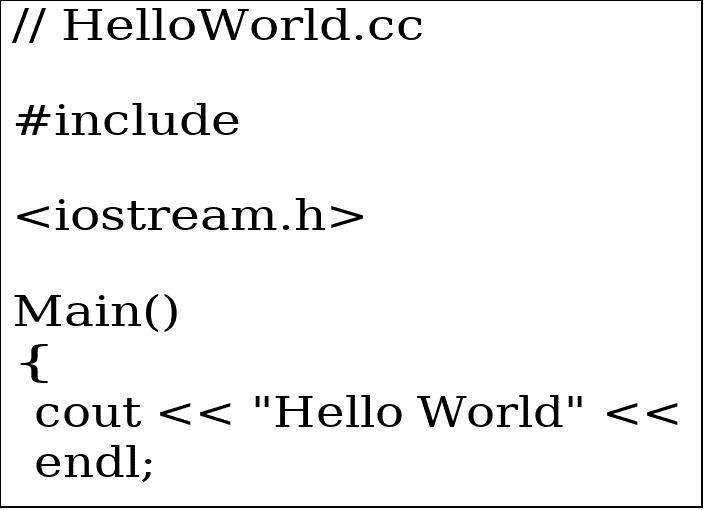 // HelloWorld.cc
#include
<iostream.h>
Main()
{
cout << "Hello World" <<
endl;